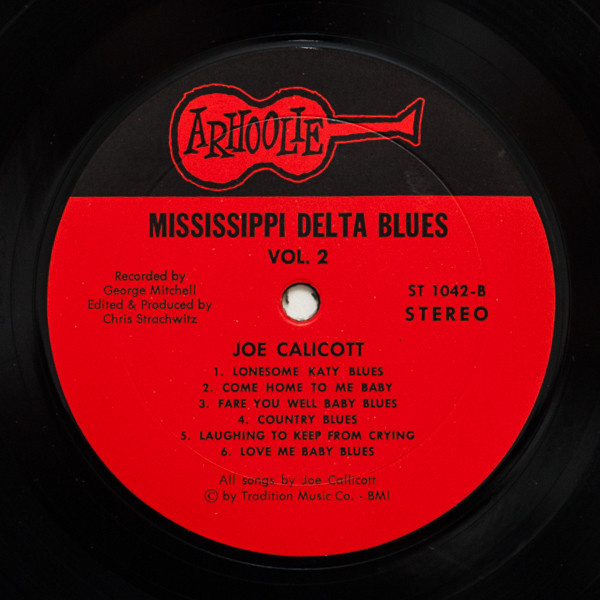 ARHOOLIE
MISSISSIPPI DELTA BLUES
VOL. 2
Recorded by
George Mitchell
Edited & Produced by
Chris Strachwitz
ST 1042-B
STEREO
JOE CALICOTT
1. LONESOME KATY BLUES
2. COME HOME TO ME BABY
3. FARE YOU WELL BABY BLUES
4. COUNTRY BLUES
5. LAUGHING TO KEEP FROM CRYING
6. LOVE ME BABY BLUES
All songs by Joe Callicott
© by Tradition Music Co. - BMI